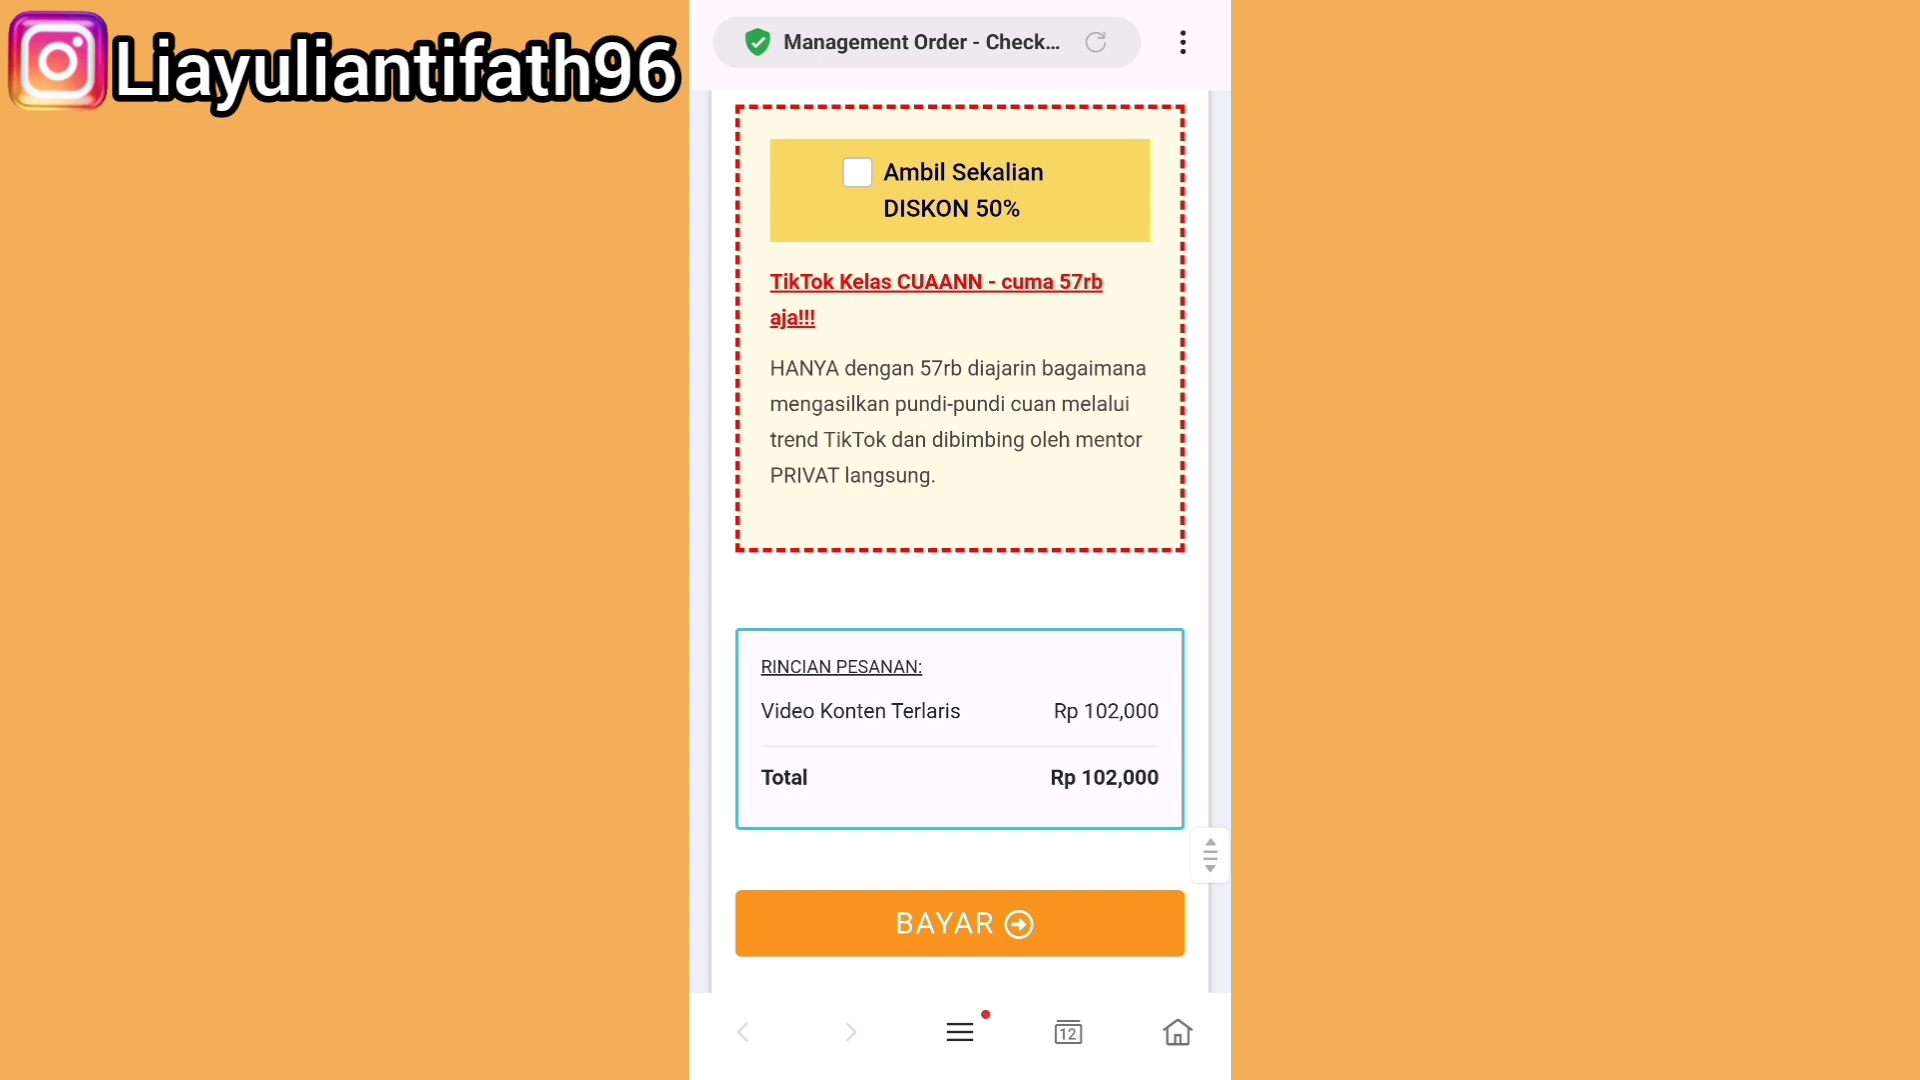 Liayuliantifath96
Management Order - Check...
Ambil Sekalian
DISKON 50%
TikTok Kelas CUAANN - cuma 57rb
aja!!!
HANYA dengan 57rb diajarin bagaimana
mengasilkan pundi-pundi cuan melalui
trend TikTok dan dibimbing oleh mentor
PRIVAT langsung.
RINCIAN PESANAN:
Video Konten Terlaris Rp 102,000
Total Rp 102,000
BAYAR
12